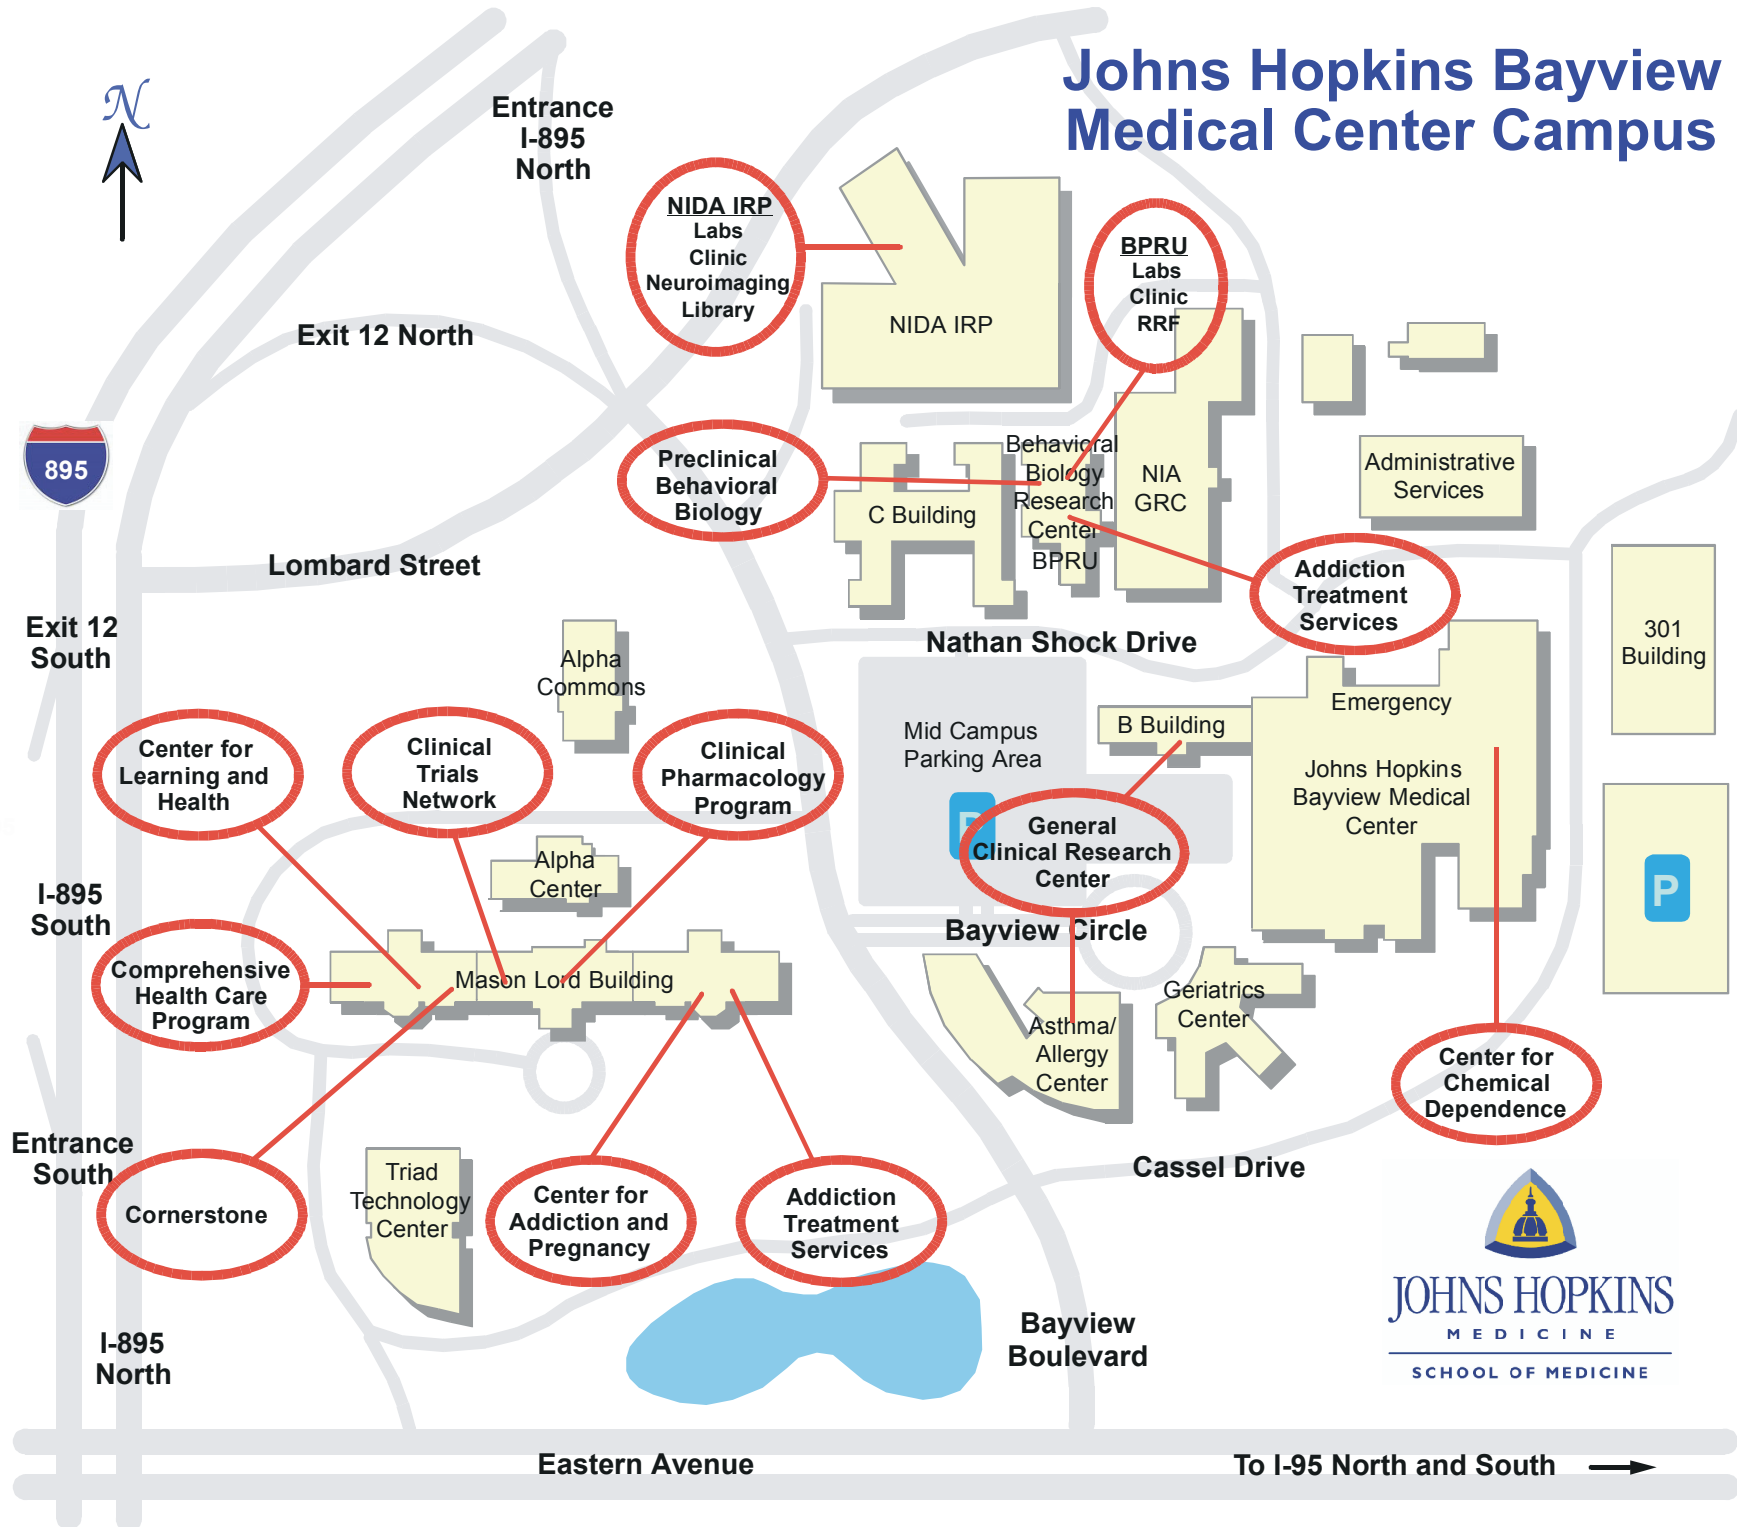 Johns Hopkins Bayview
Medical Center Campus
N
Entrance
I-895
North
NIDA IRP
Labs
Clinic
Neuroimaging
Library
BPRU
Labs
Clinic
RRF
NIDA IRP
Exit 12 North
895
Preclinical
Behavioral
Biology
C Building
Behavioral
Biology
Research
Center
BPRU
NIA
GRC
Administrative
Services
Lombard Street
Addiction
Treatment
Services
Exit 12
South
Nathan Shock Drive
301
Building
Alpha
Commons
Emergency
Mid Campus
Parking Area
B Building
Center for
Learning and
Health
Clinical
Trials
Network
Clinical
Pharmacology
Program
Johns Hopkins
Bayview Medical
Center
P
General
Clinical Research
Center
Alpha
Center
P
I-895
South
Bayview Circle
Comprehensive
Health Care
Program
Mason Lord Building
Geriatrics
Center
Asthma/
Allergy
Center
Center for
Chemical
Dependence
Entrance
South
Cassel Drive
Triad
Technology
Center
Cornerstone
Center for
Addiction and
Pregnancy
Addiction
Treatment
Services
JOHNS HOPKINS
MEDICINE
SCHOOL OF MEDICINE
Bayview
Boulevard
I-895
North
Eastern Avenue
To I-95 North and South